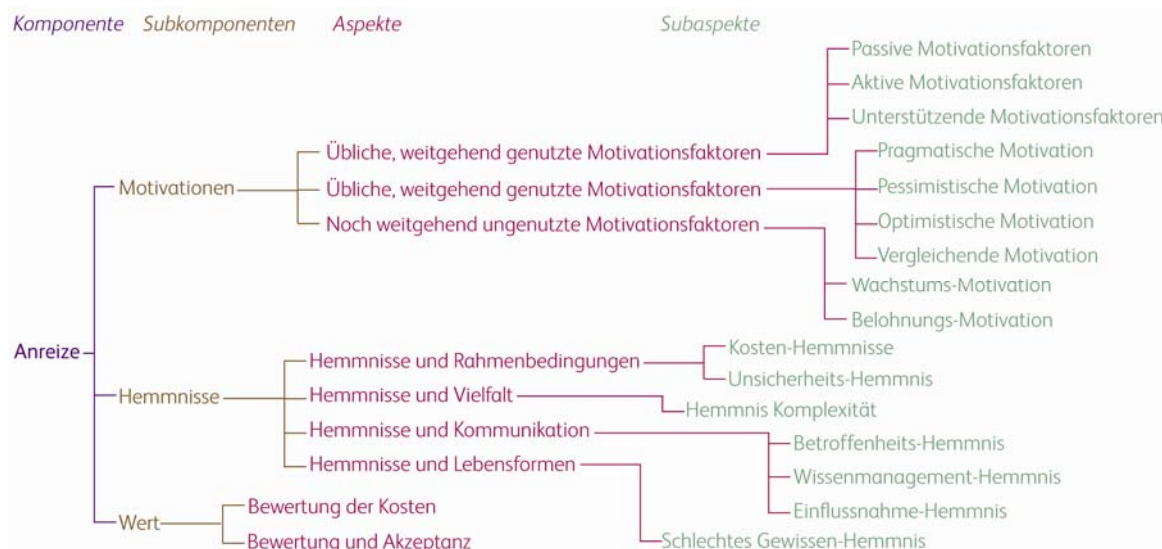 Komponente Subkomponenten Aspekte Subaspekte
Passive Motivationsfaktoren
Aktive Motivationsfaktoren
Unterstützende Motivationsfaktoren
Übliche, weitgehend genutzte Motivationsfaktoren
Pragmatische Motivation
Motivationen
Übliche, weitgehend genutzte Motivationsfaktoren
Pessimistische Motivation
Noch weitgehend ungenutzte Motivationsfaktoren
Optimistische Motivation
Vergleichende Motivation
Wachstums-Motivation
Belohnungs-Motivation
Anreize
Hemmnisse und Rahmenbedingungen
Kosten-Hemmnisse
Unsicherheits-Hemmnis
Hemmnisse
Hemmnisse und Vielfalt
Hemmnis Komplexität
Hemmnisse und Kommunikation
Betroffenheits-Hemmnis
Hemmnisse und Lebensformen
Wissenmanagement-Hemmnis
Bewertung der Kosten
Einflussnahme-Hemmnis
Wert
Bewertung und Akzeptanz
Schlechtes Gewissen-Hemmnis